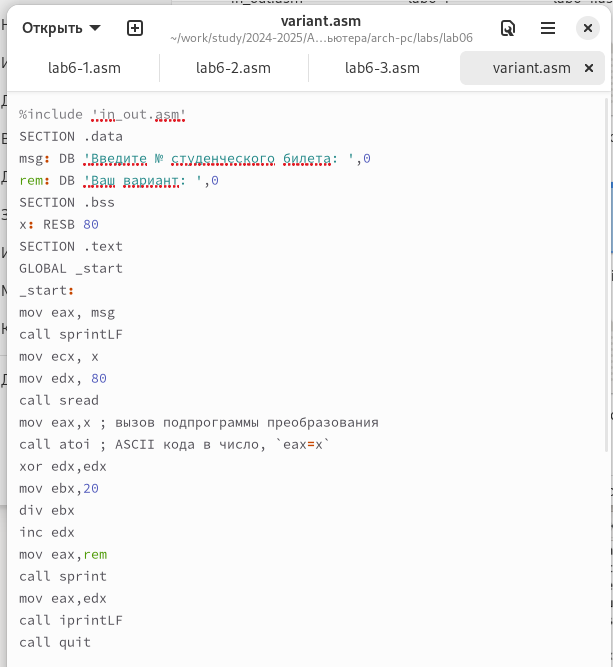 Открыть
variant.asm
~/work/study/2024-2025/А...ьютера/arch-pc/labs/lab06
lab6-1.asm lab6-2.asm lab6-3.asm variant.asm
%include 'in_out.asm'
SECTION .data
msg: DB 'Введите № студенческого билета: ',0
rem: DB 'Ваш вариант: ',0
SECTION .bss
x: RESB 80
SECTION .text
GLOBAL _start
_start:
mov eax, msg
call sprintLF
mov ecx, x
mov edx, 80
call sread
mov eax,x ; вызов подпрограммы преобразования
call atoi ; ASCII кода в число, `eax=x`
xor edx,edx
mov ebx,20
div ebx
inc edx
mov eax,rem
call sprint
mov eax,edx
call iprintLF
call quit